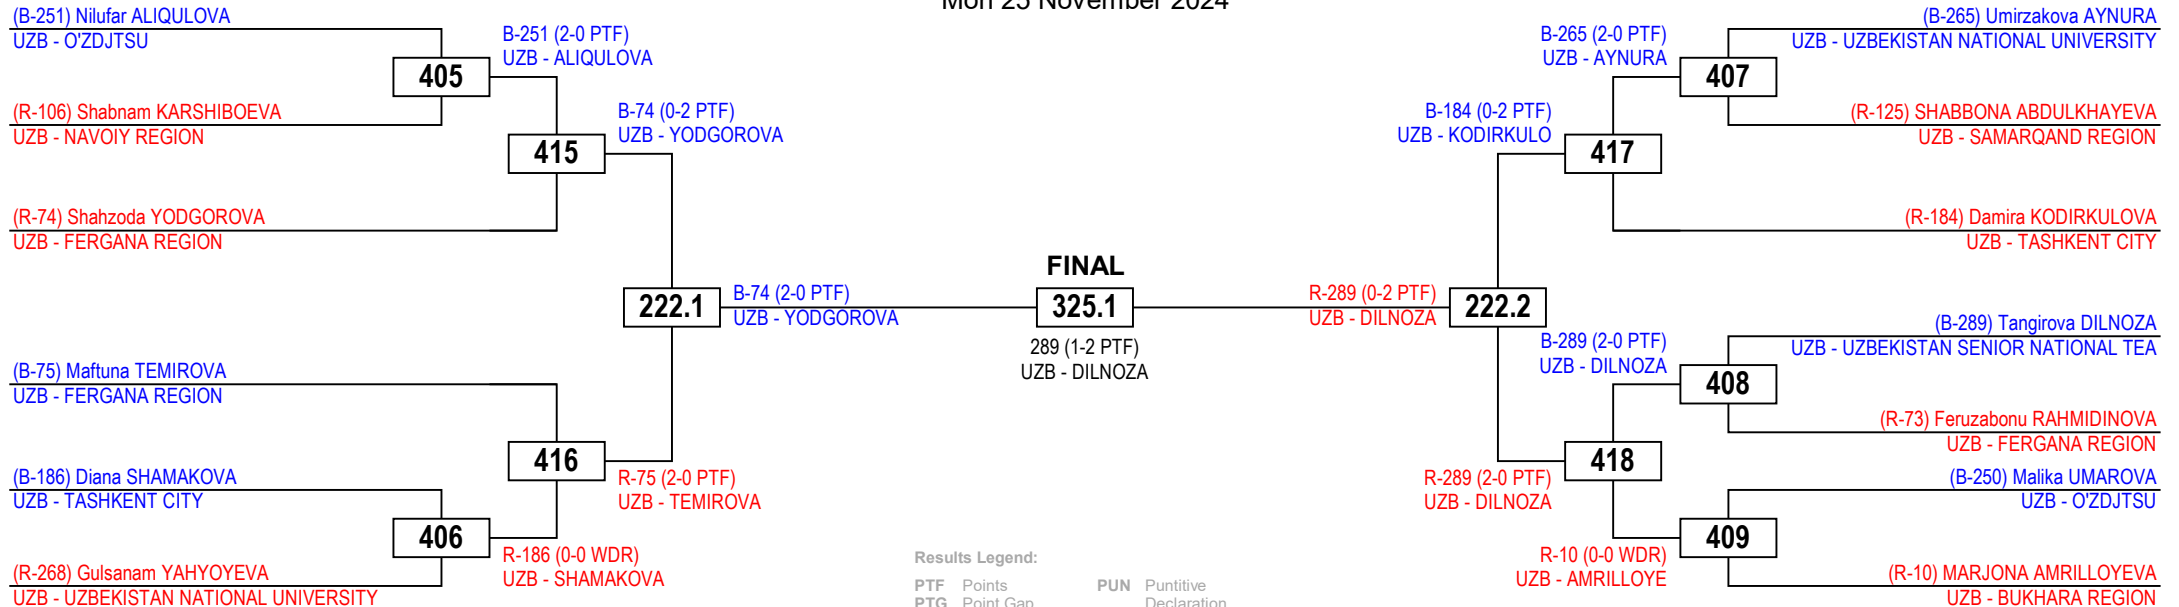 Mon 25 November 2024
(B-251) Nilufar ALIQULOVA
UZB - O'ZDJTSU
405
(R-106) Shabnam KARSHIBOEVA
UZB - NAVOIY REGION
B-251 (2-0 PTF)
UZB - ALIQULOVA
415
(R-74) Shahzoda YODGOROVA
UZB - FERGANA REGION
B-74 (0-2 PTF)
UZB - YODGOROVA
222.1
(B-75) Maftuna TEMIROVA
UZB - FERGANA REGION
416
(B-186) Diana SHAMAKOVA
UZB - TASHKENT CITY
406
(R-268) Gulsanam YAHYOYEVA
UZB - UZBEKISTAN NATIONAL UNIVERSITY
R-186 (0-0 WDR)
UZB - SHAMAKOVA
R-75 (2-0 PTF)
UZB - TEMIROVA
B-74 (2-0 PTF)
UZB - YODGOROVA
FINAL
325.1
289 (1-2 PTF)
UZB - DILNOZA
R-289 (0-2 PTF)
UZB - DILNOZA
222.2
B-184 (0-2 PTF)
UZB - KODIRKULO
417
B-265 (2-0 PTF)
UZB - AYNURA
407
(B-265) Umirzakova AYNURA
UZB - UZBEKISTAN NATIONAL UNIVERSITY
(R-125) SHABBONA ABDULKHAYEVA
UZB - SAMARQAND REGION
(R-184) Damira KODIRKULOVA
UZB - TASHKENT CITY
(B-289) Tangirova DILNOZA
UZB - UZBEKISTAN SENIOR NATIONAL TEA
408
B-289 (2-0 PTF)
UZB - DILNOZA
(R-73) Feruzabonu RAHMIDINOVA
UZB - FERGANA REGION
418
R-289 (2-0 PTF)
UZB - DILNOZA
(B-250) Malika UMAROVA
UZB - O'ZDJTSU
409
R-10 (0-0 WDR)
UZB - AMRILLOYE
(R-10) MARJONA AMRILLOYEVA
UZB - BUKHARA REGION
Results Legend:
PTF Points
PUN Puntitive
PTG Point Gap
Declaration